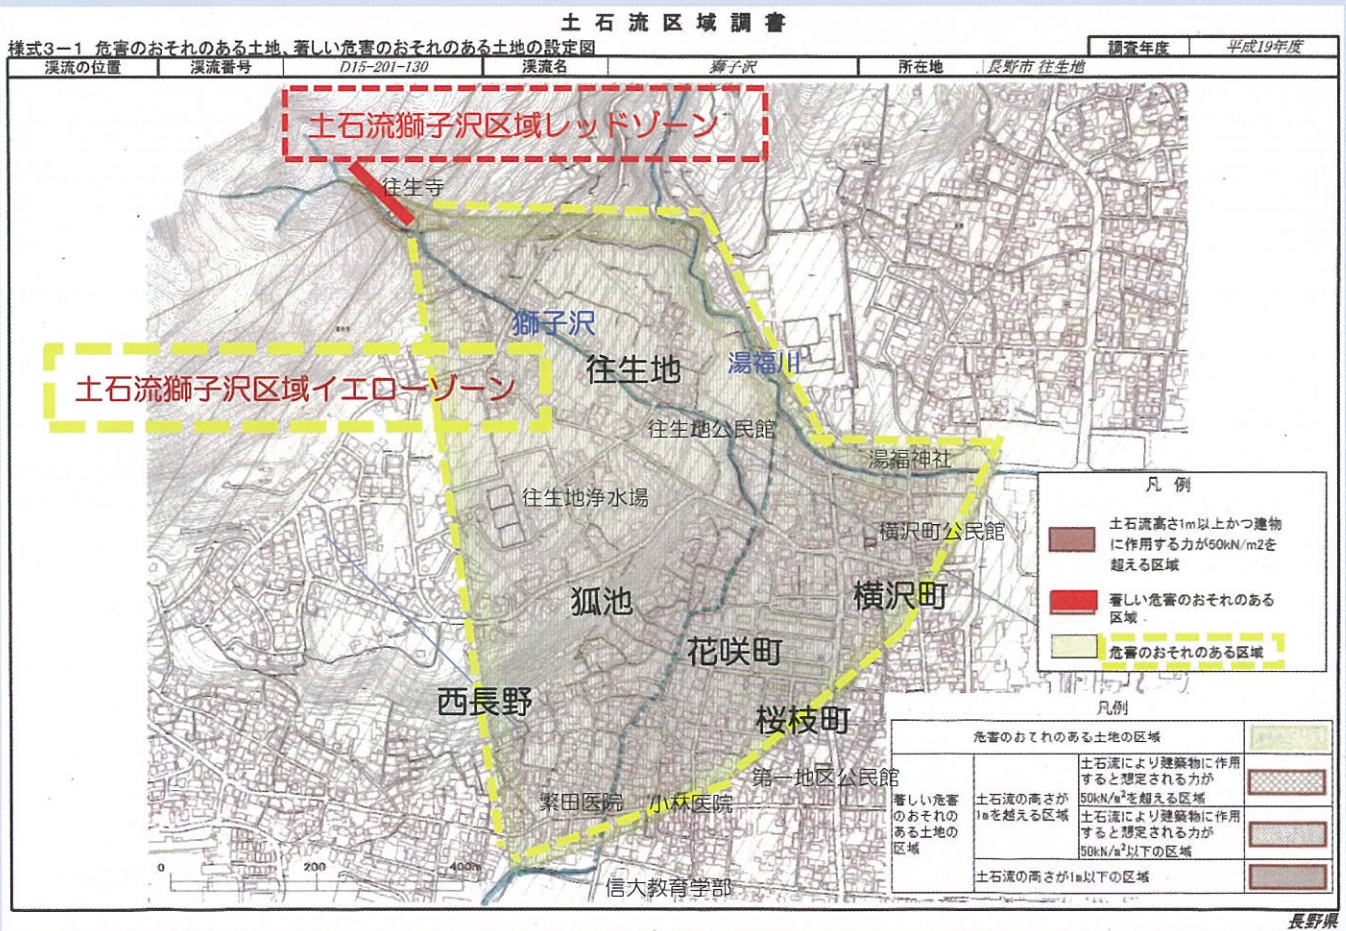 土石流区域調書
様式3－1 危害のおそれのある土地、著しい危害のおそれのある土地の設定図
調査年度 平成19年度
渓流の位置 渓流番号 D15-201-130 渓流名 獅子沢 所在地 長野市 往生地
土石流獅子沢区域レッドゾーン
往生寺
獅子沢
湯福川
往生地
土石流獅子沢区域イエローゾーン
往生地公民館
湯福神社
往生地浄水場
横沢町公民館
狐池
横沢町
花咲町
西長野
桜枝町
第一地区公民館
繁田医院
小林医院
信大教育学部
0 200 400m
凡例
土石流高さ1m以上かつ建物
に作用する力が50kN/m2を
超える区域
著しい危害のおそれのある
区域
危害のおそれのある区域
凡例
危害のおそれのある土地の区域
著しい危害
のおそれの
ある土地の
区域
土石流の高さが
1mを越える区域
土石流により建築物に作用
すると想定される力が
50kN/m²を超える区域
土石流により建築物に作用
すると想定される力が
50kN/m²以下の区域
土石流の高さが1m以下の区域
長野県